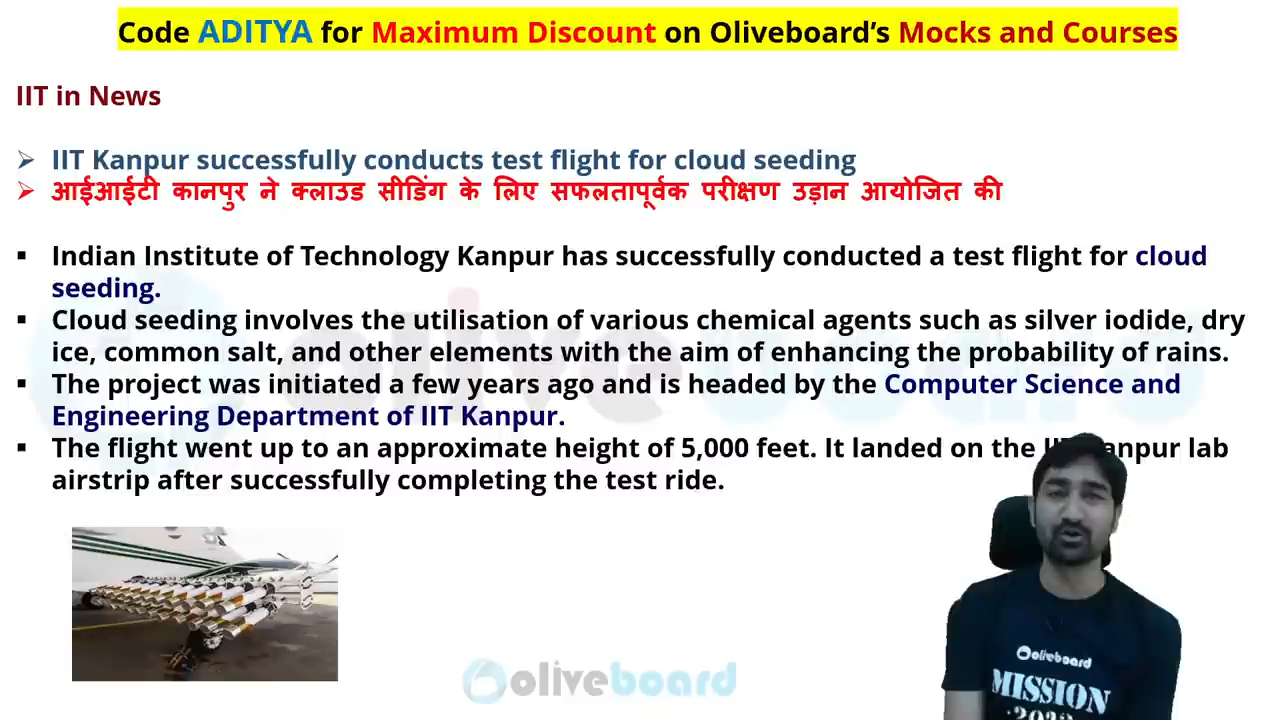 Code ADITYA for Maximum Discount on Oliveboard’s Mocks and Courses
IIT in News
➢ IIT Kanpur successfully conducts test flight for cloud seeding
➢ आईआईटी कानपुर ने क्लाउड सीडिंग के लिए सफलतापूर्वक परीक्षण उड़ान आयोजित की
▪ Indian Institute of Technology Kanpur has successfully conducted a test flight for cloud
seeding.
▪ Cloud seeding involves the utilisation of various chemical agents such as silver iodide, dry
ice, common salt, and other elements with the aim of enhancing the probability of rains.
▪ The project was initiated a few years ago and is headed by the Computer Science and
Engineering Department of IIT Kanpur.
▪ The flight went up to an approximate height of 5,000 feet. It landed on the lab
airstrip after successfully completing the test ride.
oliveboard
oliveboard
MISSION